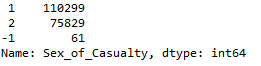 1    110299
2     75829
-1        61
Name: Sex_of_Casualty, dtype: int64